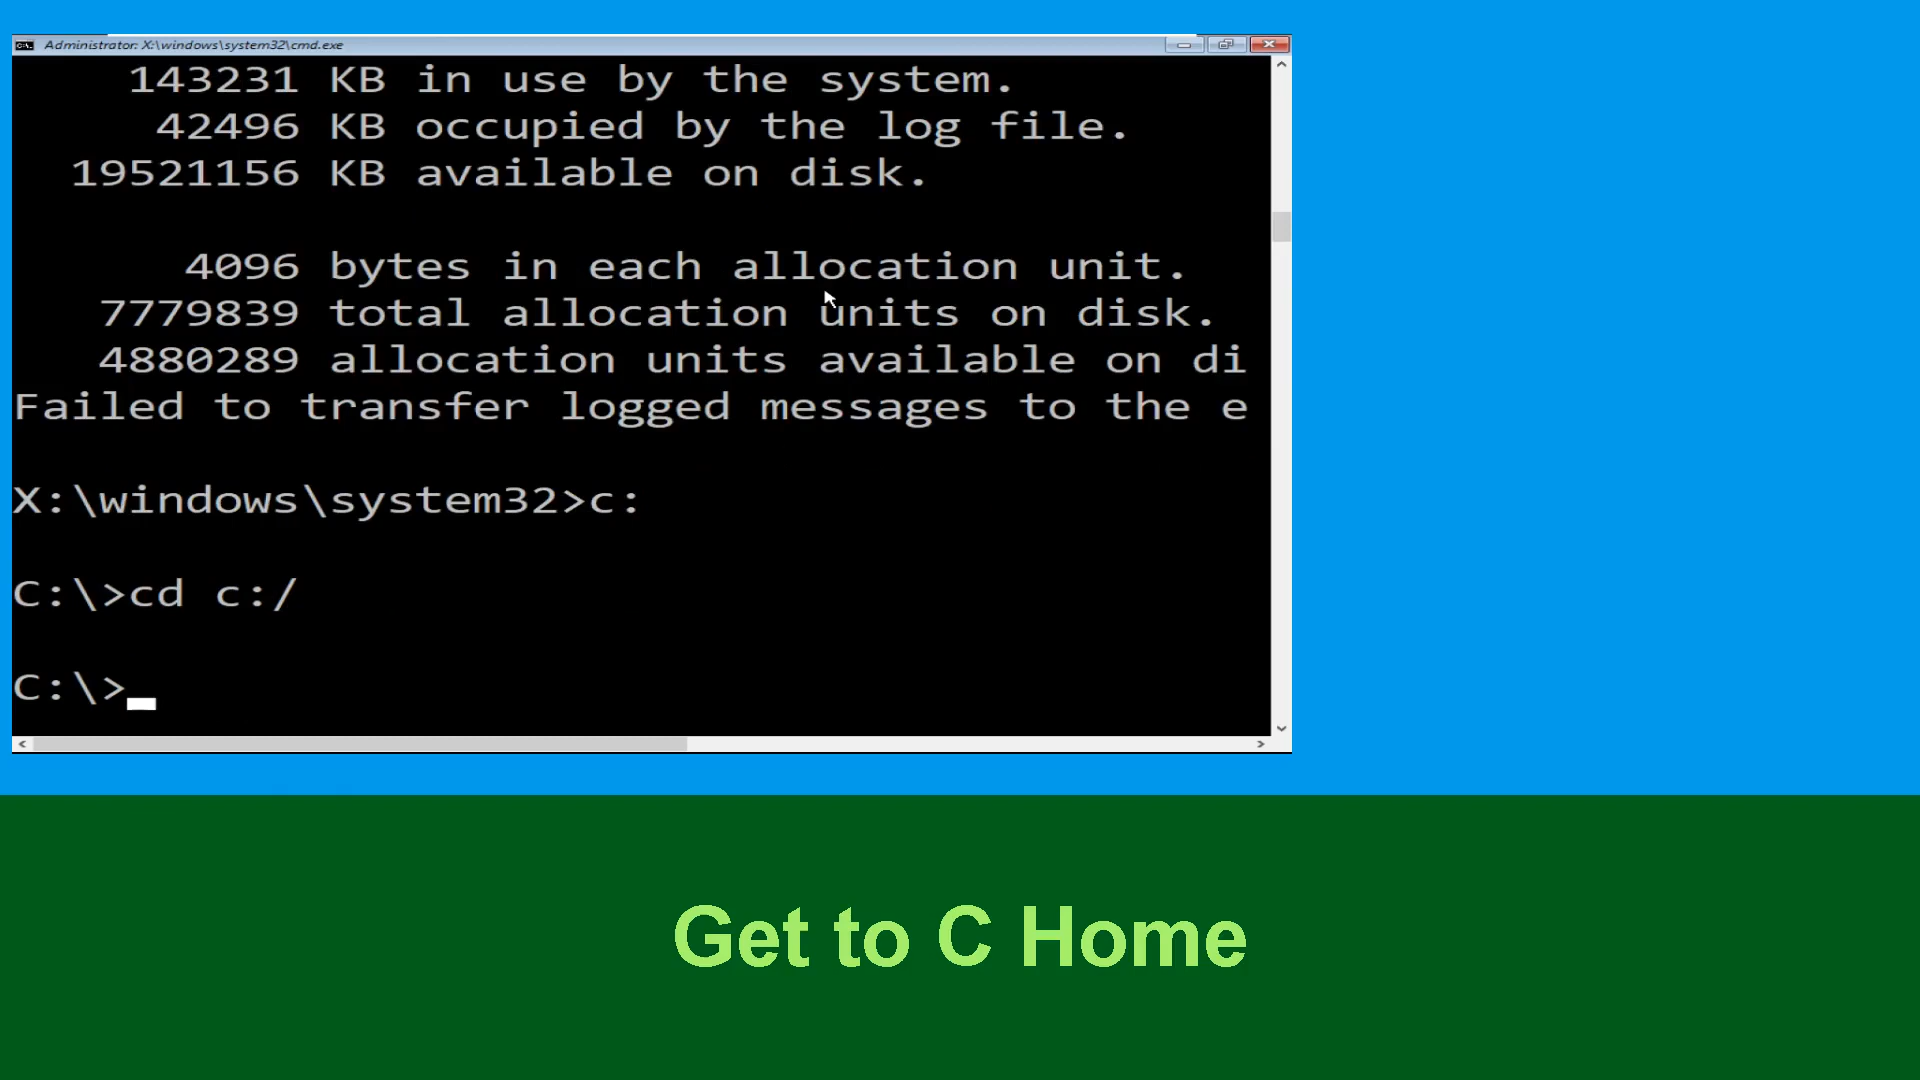 Administrator: X:\windows\system32\cmd.exe
143231 KB in use by the system.
42496 KB occupied by the log file.
19521156 KB available on disk.
4096 bytes in each allocation unit.
7779839 total allocation units on disk.
4880289 allocation units available on di
Failed to transfer logged messages to the e
X:\windows\system32>c:
C:\>cd c:/
C:\>
Get to C Home